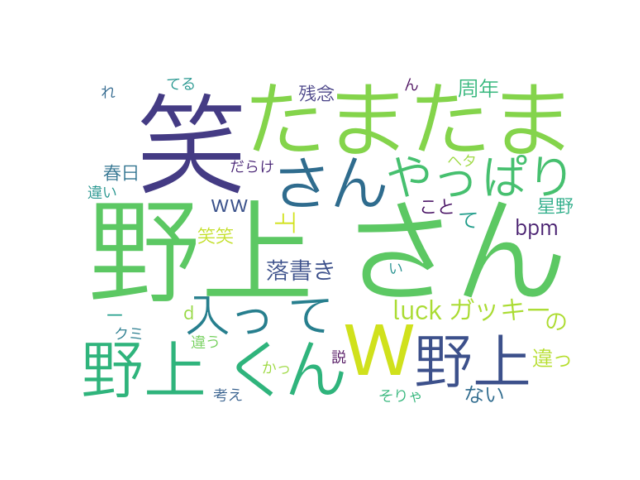 れ
てる
笑
たまたま
残念
ん
周年
春日
だらけ
さん
やっぱり
ヘタ
違い
ww
こと
て
星野
野上 さん
笑笑
bpm
落書き
い
入って
d
luck ガッキー
の
ー
クミ
違う
w
野上
野上 くん
かっ
説
違っ
考え
そりゃ
ない